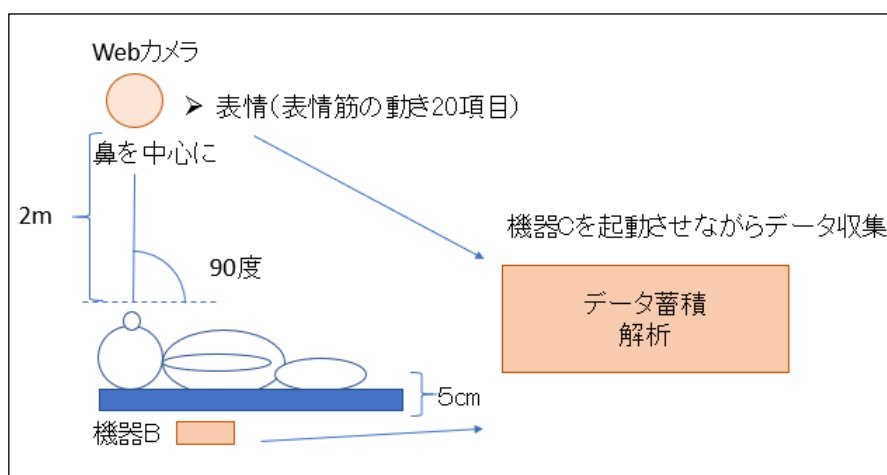 Webカメラ
➤ 表情(表情筋の動き20項目)
鼻を中心に
2m
機器Cを起動させながらデータ収集
90度
データ蓄積
解析
5cm
機器B